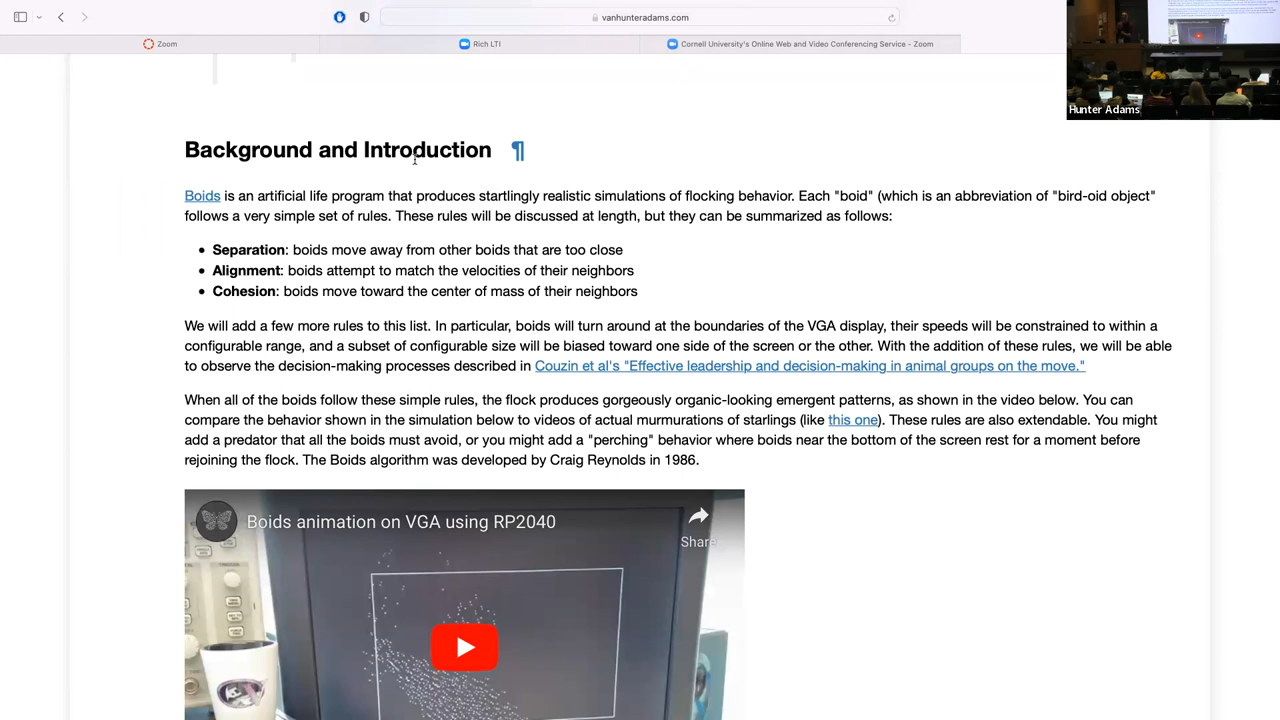 vanhunteradams.com
Zoom
Rich LTI
Cornell University's Online Web and Video Conferencing Service - Zoom
Hunter Adams
Background and Introduction ¶
Boids is an artificial life program that produces startlingly realistic simulations of flocking behavior. Each "boid" (which is an abbreviation of "bird-oid object"
follows a very simple set of rules. These rules will be discussed at length, but they can be summarized as follows:
• Separation: boids move away from other boids that are too close
• Alignment: boids attempt to match the velocities of their neighbors
• Cohesion: boids move toward the center of mass of their neighbors
We will add a few more rules to this list. In particular, boids will turn around at the boundaries of the VGA display, their speeds will be constrained to within a
configurable range, and a subset of configurable size will be biased toward one side of the screen or the other. With the addition of these rules, we will be able
to observe the decision-making processes described in Couzin et al's "Effective leadership and decision-making in animal groups on the move."
When all of the boids follow these simple rules, the flock produces gorgeously organic-looking emergent patterns, as shown in the video below. You can
compare the behavior shown in the simulation below to videos of actual murmurations of starlings (like this one). These rules are also extendable. You might
add a predator that all the boids must avoid, or you might add a "perching" behavior where boids near the bottom of the screen rest for a moment before
rejoining the flock. The Boids algorithm was developed by Craig Reynolds in 1986.
Boids animation on VGA using RP2040
Share